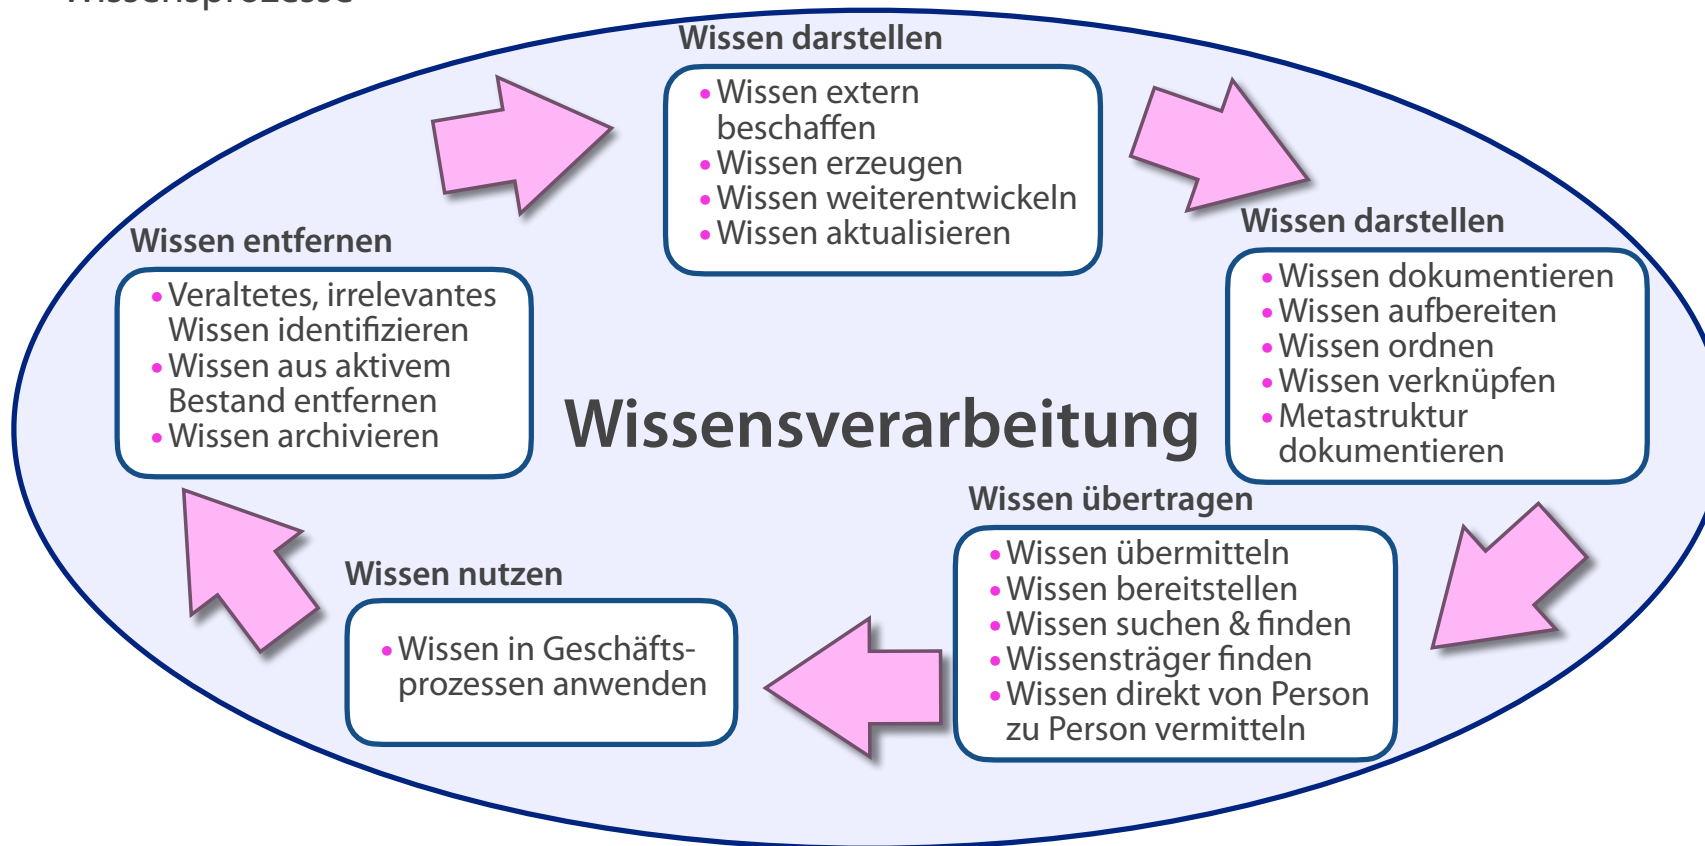 Wissensprozesse
Wissen darstellen
• Wissen extern
beschaffen
• Wissen erzeugen
• Wissen weiterentwickeln
• Wissen aktualisieren
Wissen darstellen
• Wissen dokumentieren
• Wissen aufbereiten
• Wissen ordnen
• Wissen verknüpfen
• Metastruktur
dokumentieren
Wissen entfernen
• Veraltetes, irrelevantes
Wissen identifizieren
• Wissen aus aktivem
Bestand entfernen
• Wissen archivieren
Wissensverarbeitung
Wissen übertragen
• Wissen übermitteln
• Wissen bereitstellen
• Wissen suchen & finden
• Wissensträger finden
• Wissen direkt von Person
zu Person vermitteln
Wissen nutzen
• Wissen in Geschäfts-
prozessen anwenden